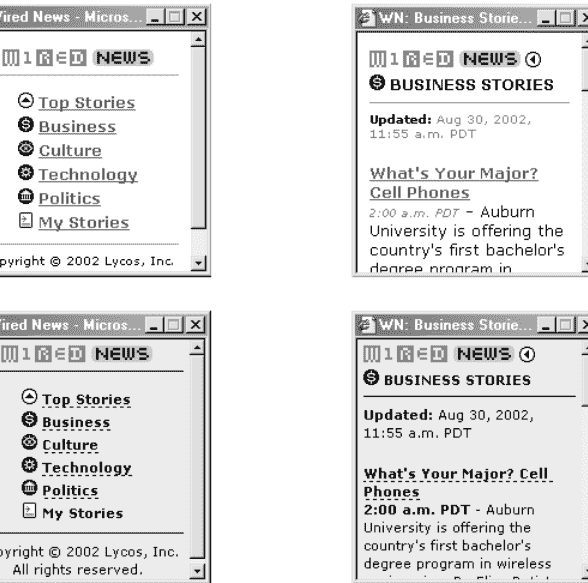 Wired News - Micros...
WIRED NEWS
Top Stories
Business
Culture
Technology
Politics
My Stories
pyright © 2002 Lycos, Inc.
WN: Business Storie...
WIRED NEWS
BUSINESS STORIES
Updated: Aug 30, 2002,
11:55 a.m. PDT
What's Your Major?
Cell Phones
2:00 a.m. PDT - Auburn
University is offering the
country's first bachelor's
degree program in
ired News - Micros...
WIRED NEWS
Top Stories
Business
Culture
Technology
Politics
My Stories
pyright © 2002 Lycos, Inc.
All rights reserved.
WN: Business Storie...
WIRED NEWS
BUSINESS STORIES
Updated: Aug 30, 2002,
11:55 a.m. PDT
What's Your Major? Cell
Phones
2:00 a.m. PDT - Auburn
University is offering the
country's first bachelor's
degree program in wireless